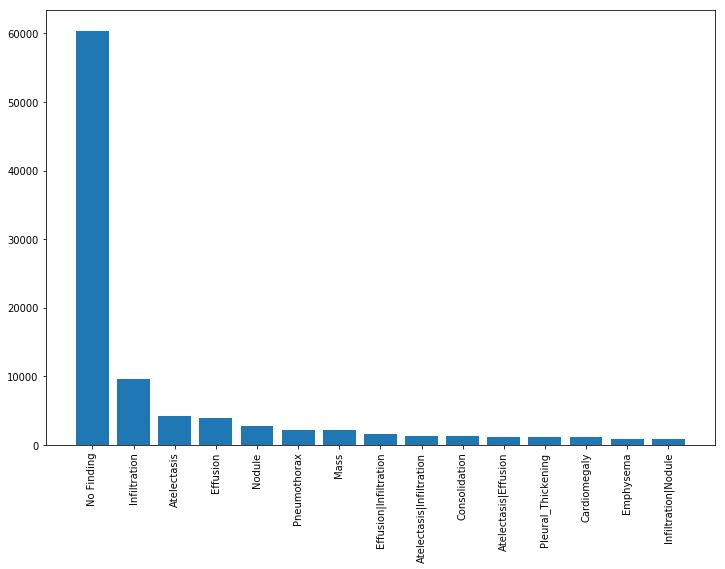 60000
50000
40000
30000
20000
10000
0
No Finding
Infiltration
Atelectasis
Effusion
Nodule
Pneumothorax
Mass
Effusion|Infiltration
Atelectasis|Infiltration
Consolidation
Atelectasis|Effusion
Pleural_Thickening
Cardiomegaly
Emphysema
Infiltration|Nodule